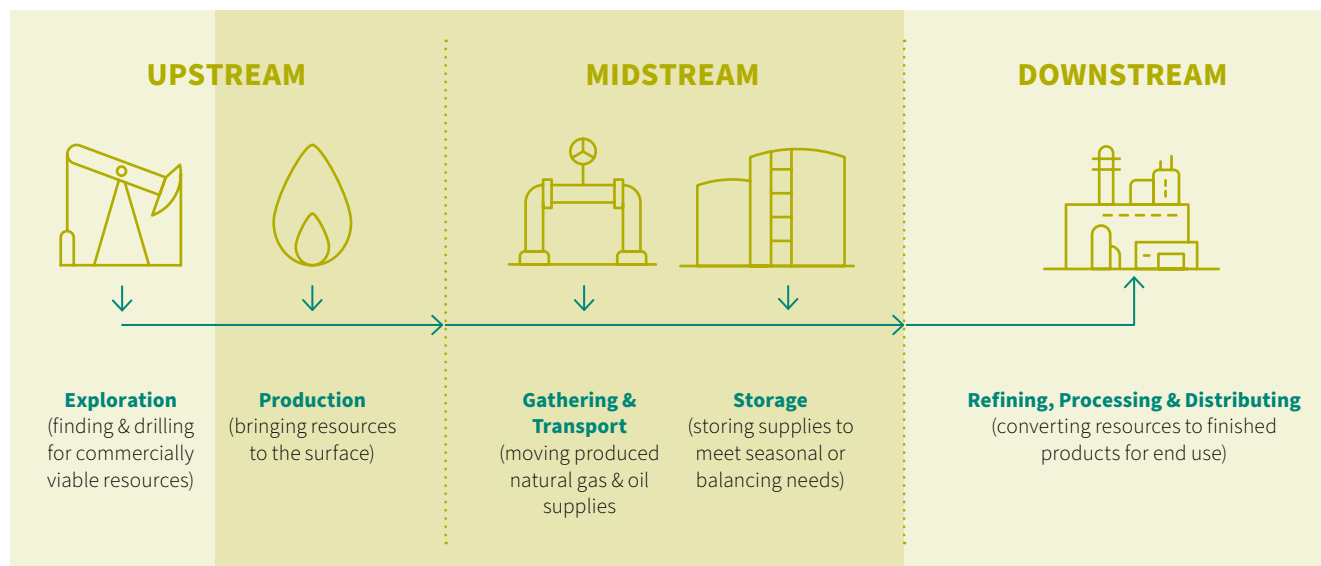 UPSTREAM
MIDSTREAM
DOWNSTREAM
Exploration
(finding & drilling
for commercially
viable resources)
Production
(bringing resources
to the surface)
Gathering &
Transport
(moving produced
natural gas & oil
supplies
Storage
(storing supplies to
meet seasonal or
balancing needs)
Refining, Processing & Distributing
(converting resources to finished
products for end use)